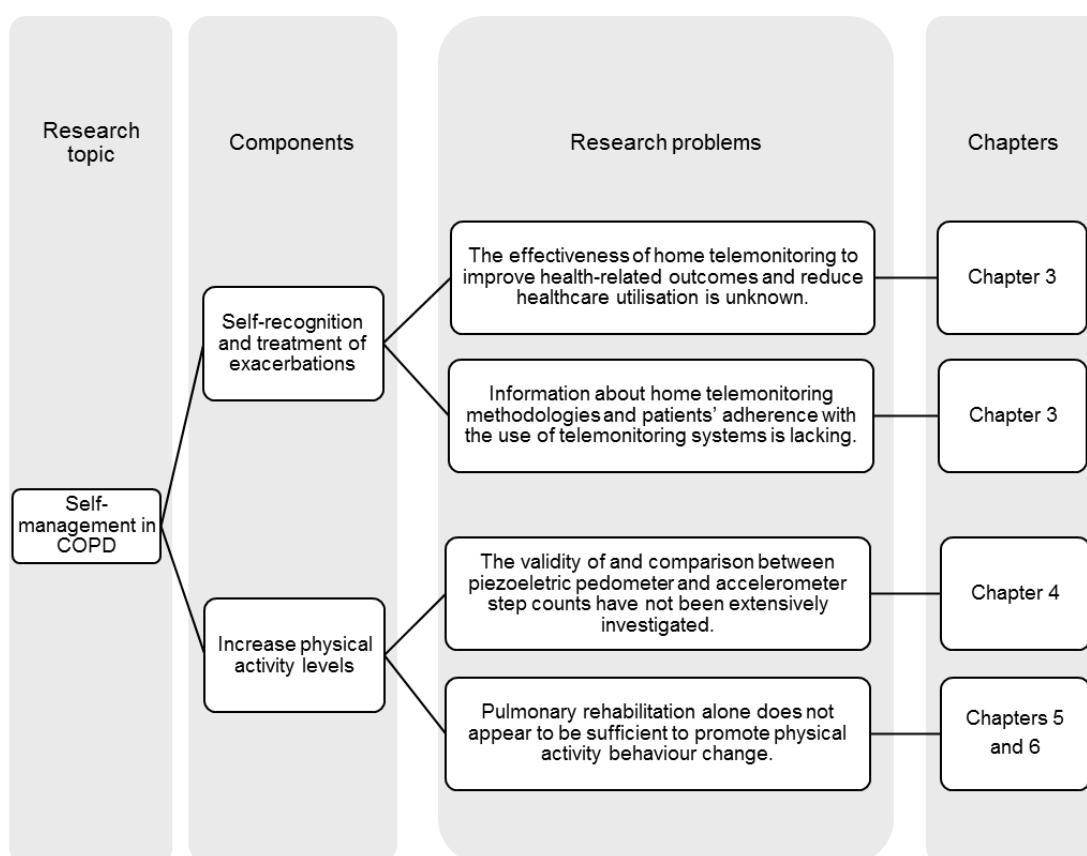 Research
topic
Components
Research problems
Chapters
Self-
management in
COPD
Self-recognition
and treatment of
exacerbations
The effectiveness of home telemonitoring to
improve health-related outcomes and reduce
healthcare utilisation is unknown.
Chapter 3
Information about home telemonitoring
methodologies and patients’ adherence with
the use of telemonitoring systems is lacking.
Chapter 3
Increase physical
activity levels
The validity of and comparison between
piezoeletric pedometer and accelerometer
step counts have not been extensively
investigated.
Chapter 4
Pulmonary rehabilitation alone does not
appear to be sufficient to promote physical
activity behaviour change.
Chapters 5
and 6